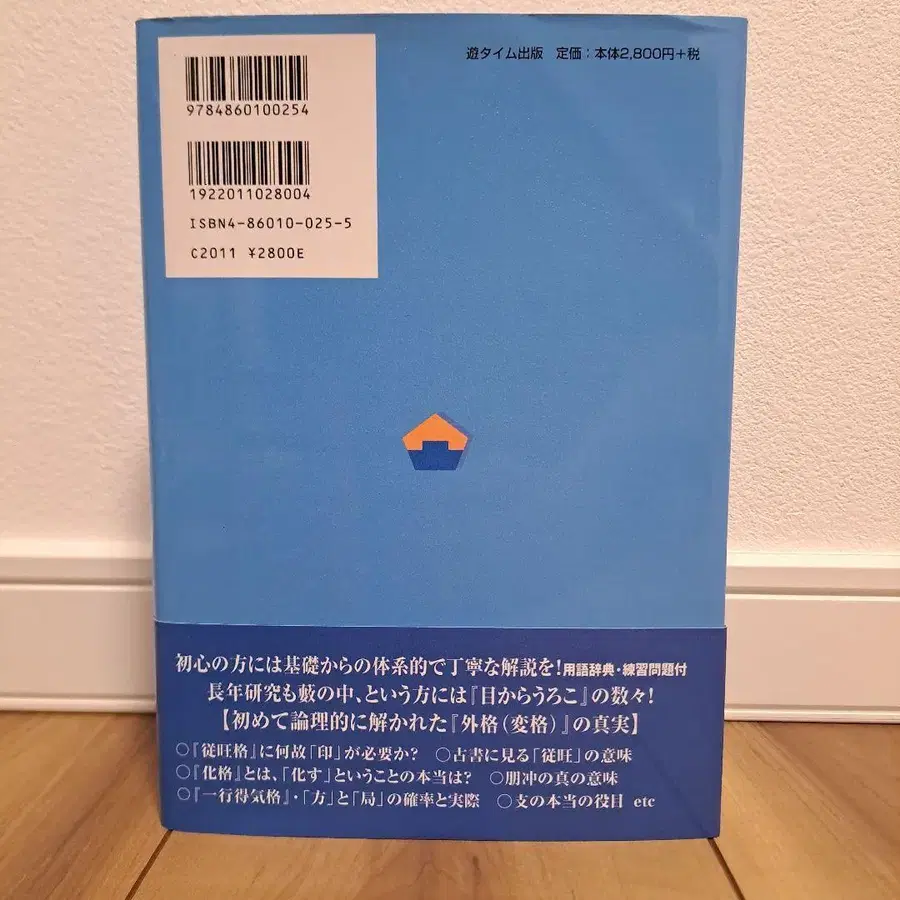 9784860100254
1922011028004
ISBN4-86010-025-5
C2011 ¥2800E
遊タイム出版 定価：本体2,800円+税
初心の方には基礎からの体系的で丁寧な解説を!用語辞典・練習問題付
長年研究も藪の中、という方には『目からうろこ』の数々!
【初めて論理的に解かれた『外格(変格)』の真実】
○『従旺格』に何故「印」が必要か? ○古書に見る「従旺」の意味
○『化格』とは、「化す」ということの本当は? ○朋冲の真の意味
○『一行得気格』・「方」と「局」の確率と実際 ○支の本当の役目 etc